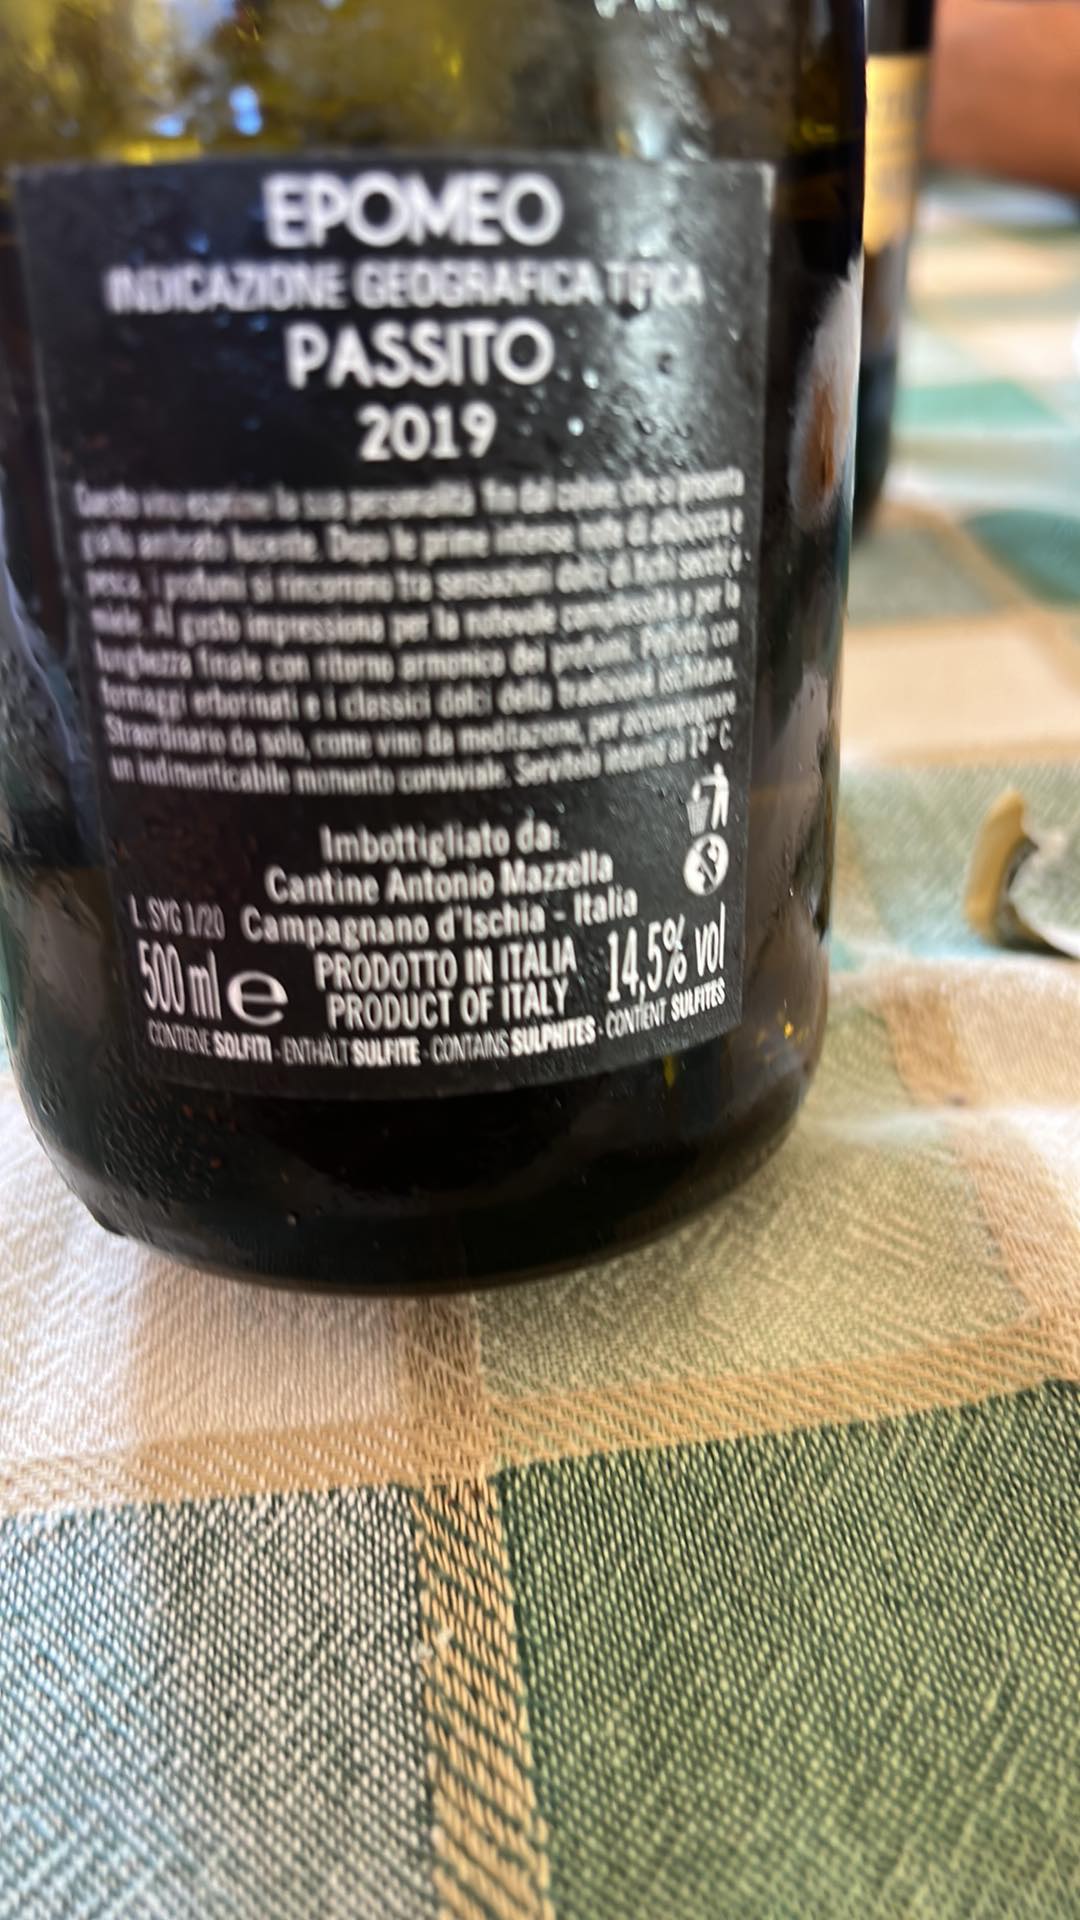 EPOMEO
INDICAZIONE GEOGRAFICA TIPICA
PASSITO
2019
Questo vino esprime la sua personalità fin dal colore che si presenta
giallo ambrato lucente. Dopo le prime intense note di albicocca e
pesca, i profumi si rincorrono tra sensazioni dolci di fichi secchi e
miele. Al gusto impressiona per la notevole complessità e per la
lunghezza finale con ritorno armonico dei profumi. Perfetto con
formaggi erborinati e i classici dolci della tradizione ischitana.
Straordinario da solo, come vino da meditazione, per accompagnare
un indimenticabile momento conviviale. Servitelo intorno ai 14° C.
Imbottigliato da:
Cantine Antonio Mazzella
L. SYG 1/20 Campagnano d'Ischia - Italia
500 ml e PRODOTTO IN ITALIA 14,5% vol
PRODUCT OF ITALY
CONTIENE SOLFITI - ENTHÄLT SULFITE - CONTAINS SULPHITES - CONTIENT SULFITES